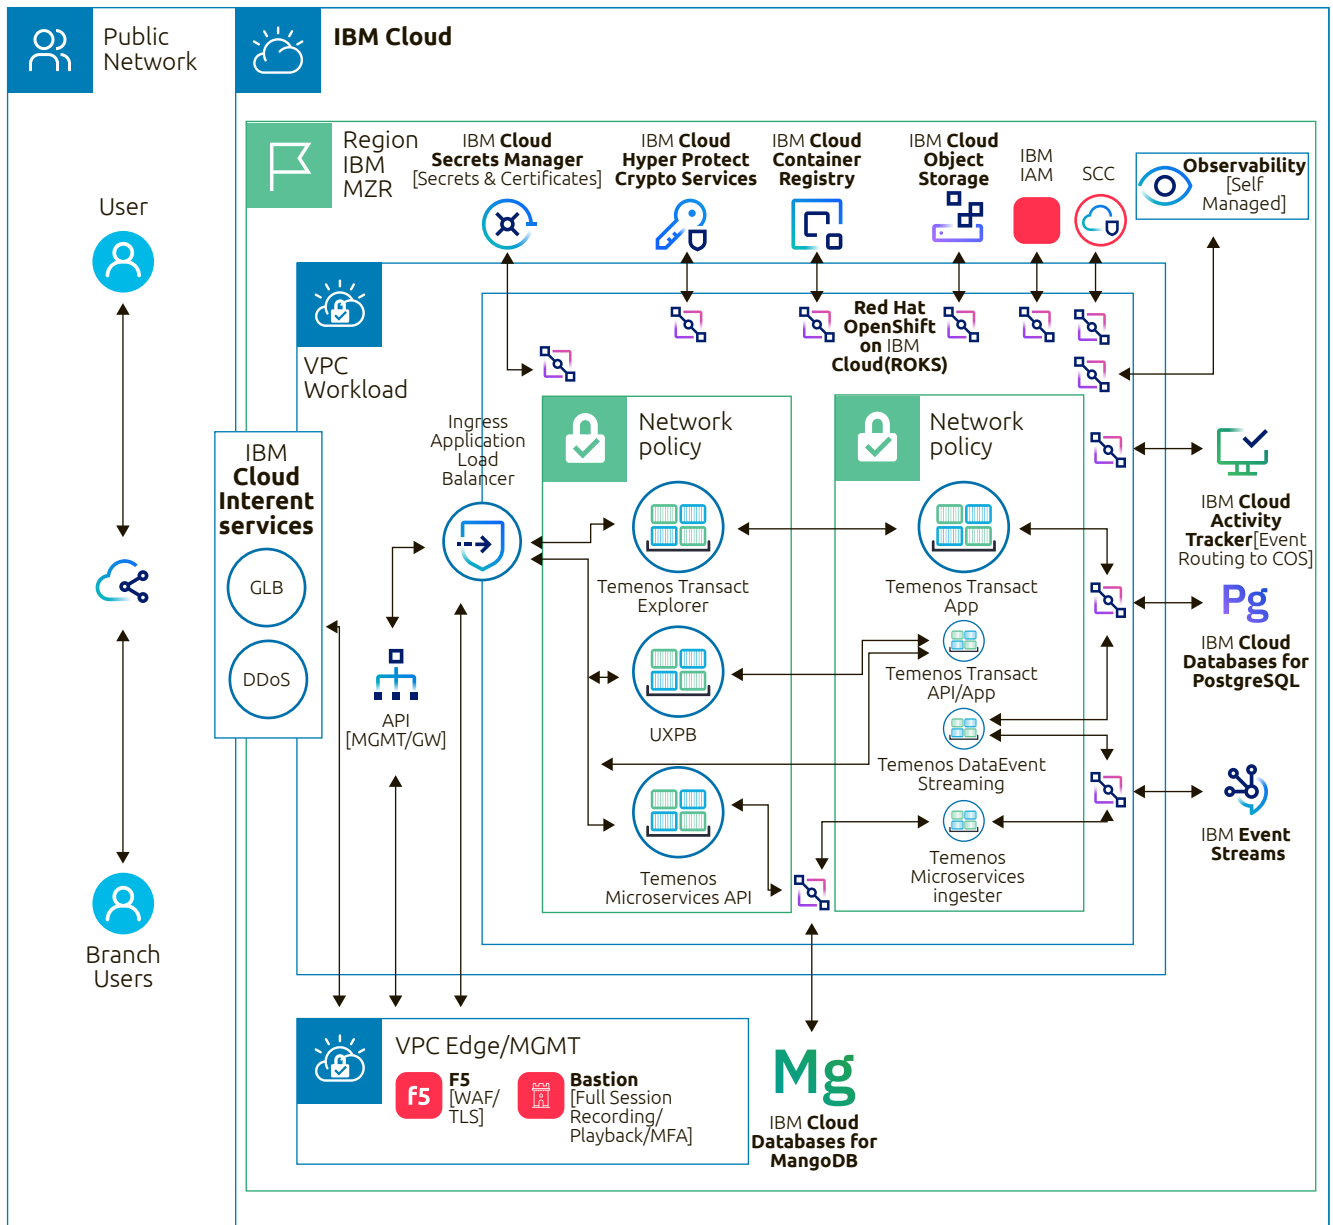 Public
Network
IBM Cloud
Region
IBM
MZR
IBM Cloud
Secrets Manager
[Secrets & Certificates]
IBM Cloud
Hyper Protect
Crypto Services
IBM Cloud
Container
Registry
IBM Cloud
Object
Storage
IBM
IAM
SCC
Observability
[Self
Managed]
User
VPC
Workload
Red Hat
OpenShift
on IBM
Cloud(ROKS)
Ingress
Application
Load
Balancer
Network
policy
Network
policy
IBM
Cloud
Interent
services
GLB
DDoS
API
[MGMT/GW]
Temenos Transact
Explorer
UXPB
Temenos
Microservices API
Temenos Transact
App
Temenos Transact
API/App
Temenos DataEvent
Streaming
Temenos
Microservices
ingester
IBM Cloud
Activity
Tracker[Event
Routing to COS]
Pg
IBM Cloud
Databases for
PostgreSQL
IBM Event
Streams
Branch
Users
VPC Edge/MGMT
f5
F5
[WAF/
TLS]
Bastion
[Full Session
Recording/
Playback/MFA]
Mg
IBM Cloud
Databases for
MangoDB